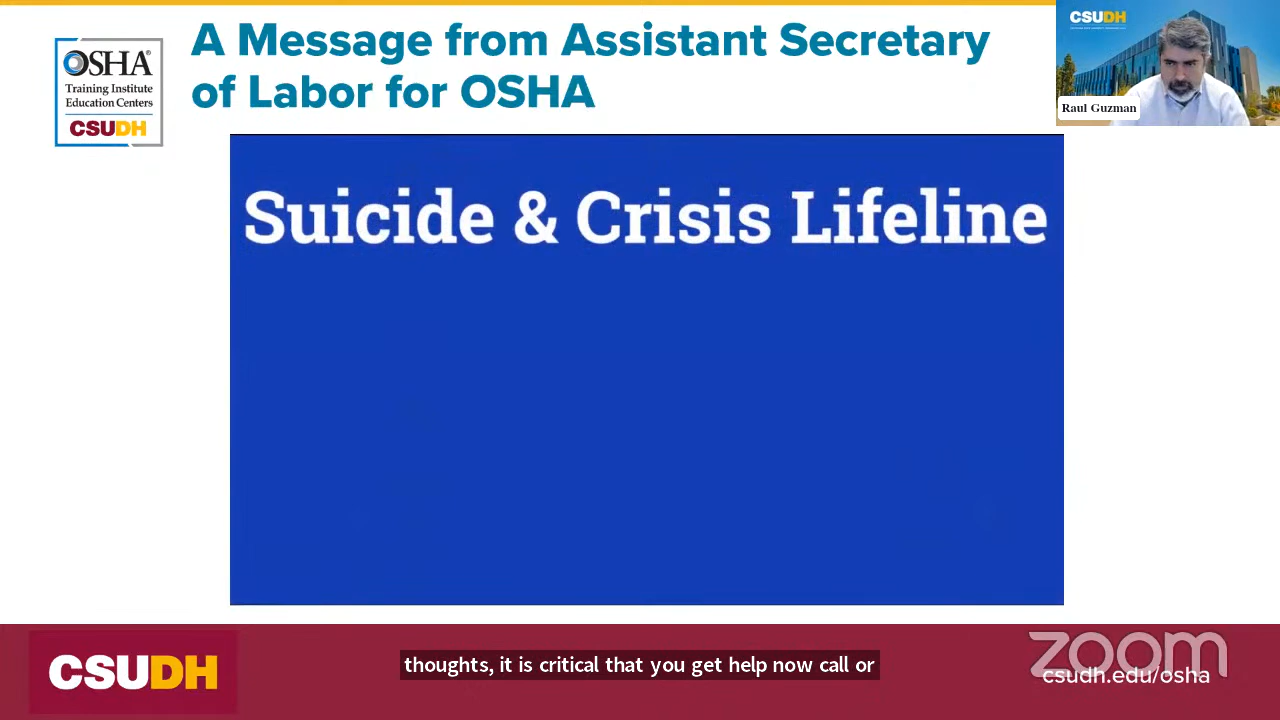 A Message from Assistant Secretary
of Labor for OSHA
OSHA®
Training Institute
Education Centers
CSUDH
CSUDH
Raul Guzman
Suicide & Crisis Lifeline
thoughts, it is critical that you get help now call or
CSUDH
zoom
csudh.edu/osha